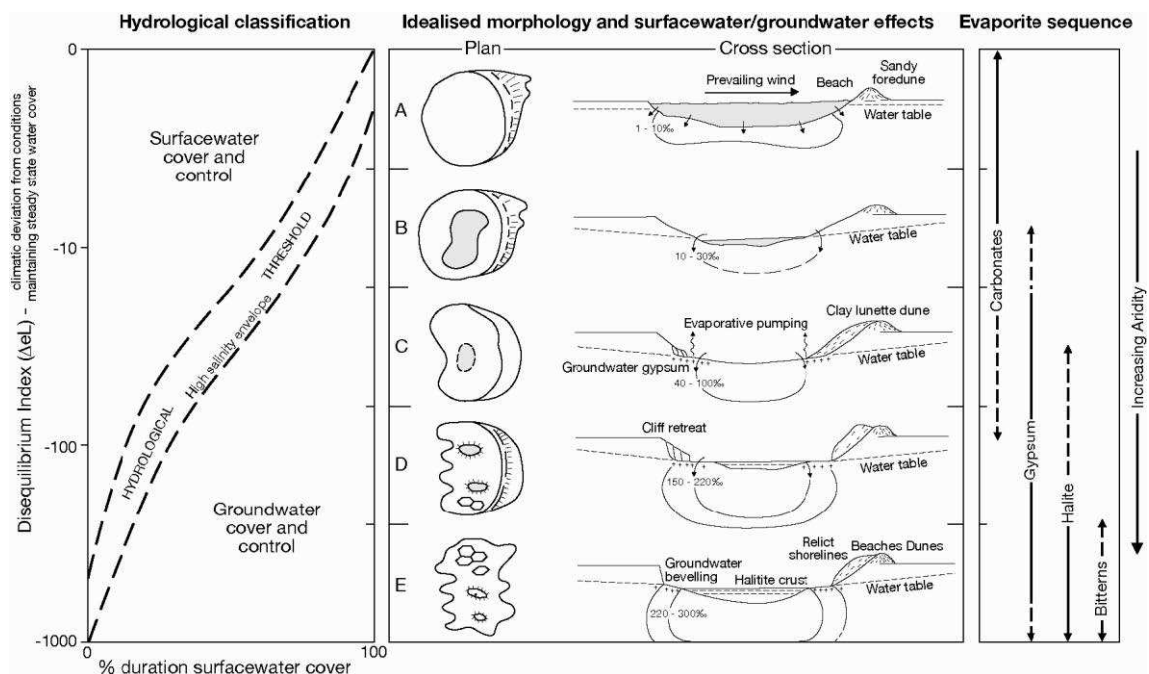 Hydrological classification
Idealised morphology and surfacewater/groundwater effects
Evaporite sequence
Plan
Cross section
Disequilibrium Index (ΔeL) –
climatic deviation from conditions
maintaining steady state water cover
0
-10
-100
-1000
0
100
% duration surfacewater cover
Surfacewater
cover and
control
HYDROLOGICAL
THRESHOLD
High salinity envelope
Groundwater
cover and
control
A
Prevailing wind
Beach
Sandy
foredune
Water table
1 - 10‰
B
Water table
10 - 30‰
C
Evaporative pumping
Clay lunette dune
Groundwater gypsum
Water table
40 - 100‰
D
Cliff retreat
Water table
150 - 220‰
E
Groundwater
bevelling
Halitite crust
Relict
shorelines
Beaches Dunes
Water table
220 - 300‰
Carbonates
Gypsum
Halite
Bitterns
Increasing Aridity